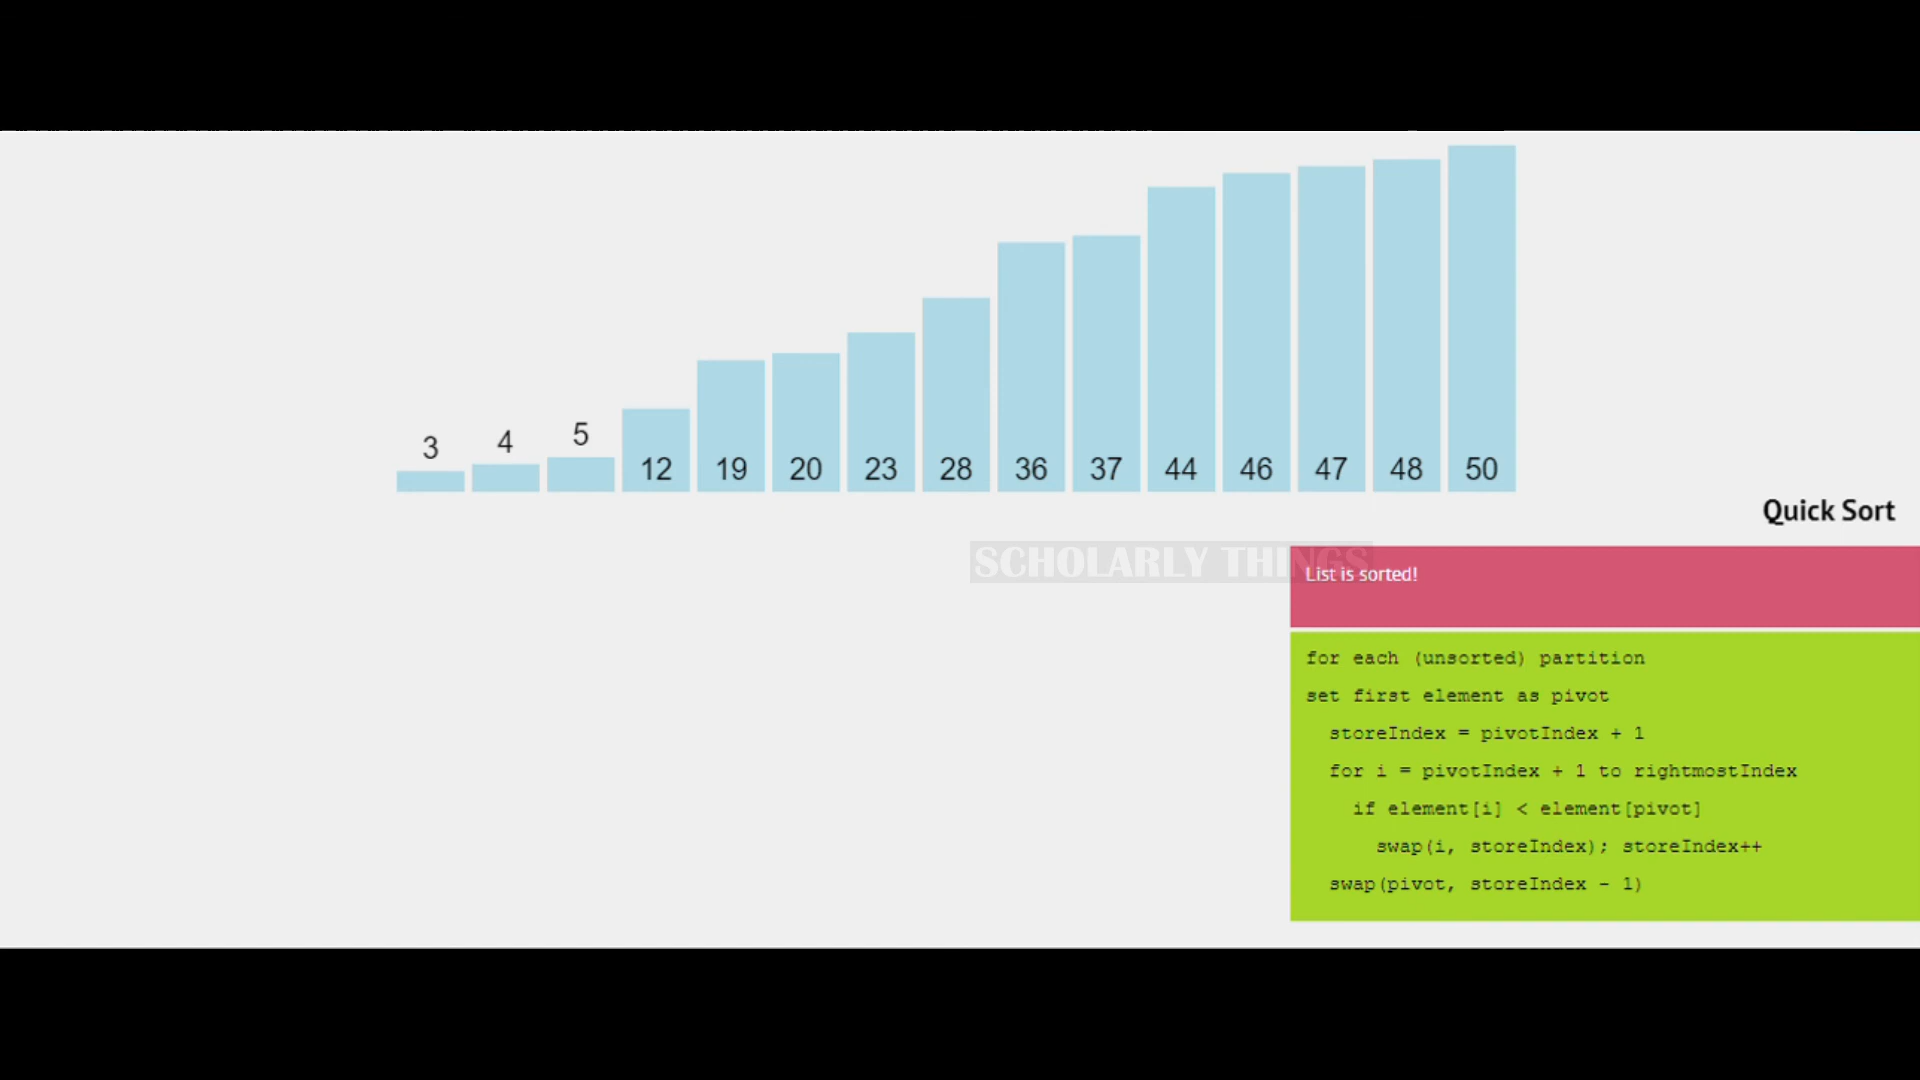 3 4 5 12 19 20 23 28 36 37 44 46 47 48 50
Quick Sort
SCHOLARLY THINGS
List is sorted!
for each (unsorted) partition
set first element as pivot
storeIndex = pivotIndex + 1
for i = pivotIndex + 1 to rightmostIndex
if element[i] < element[pivot]
swap(i, storeIndex); storeIndex++
swap(pivot, storeIndex - 1)